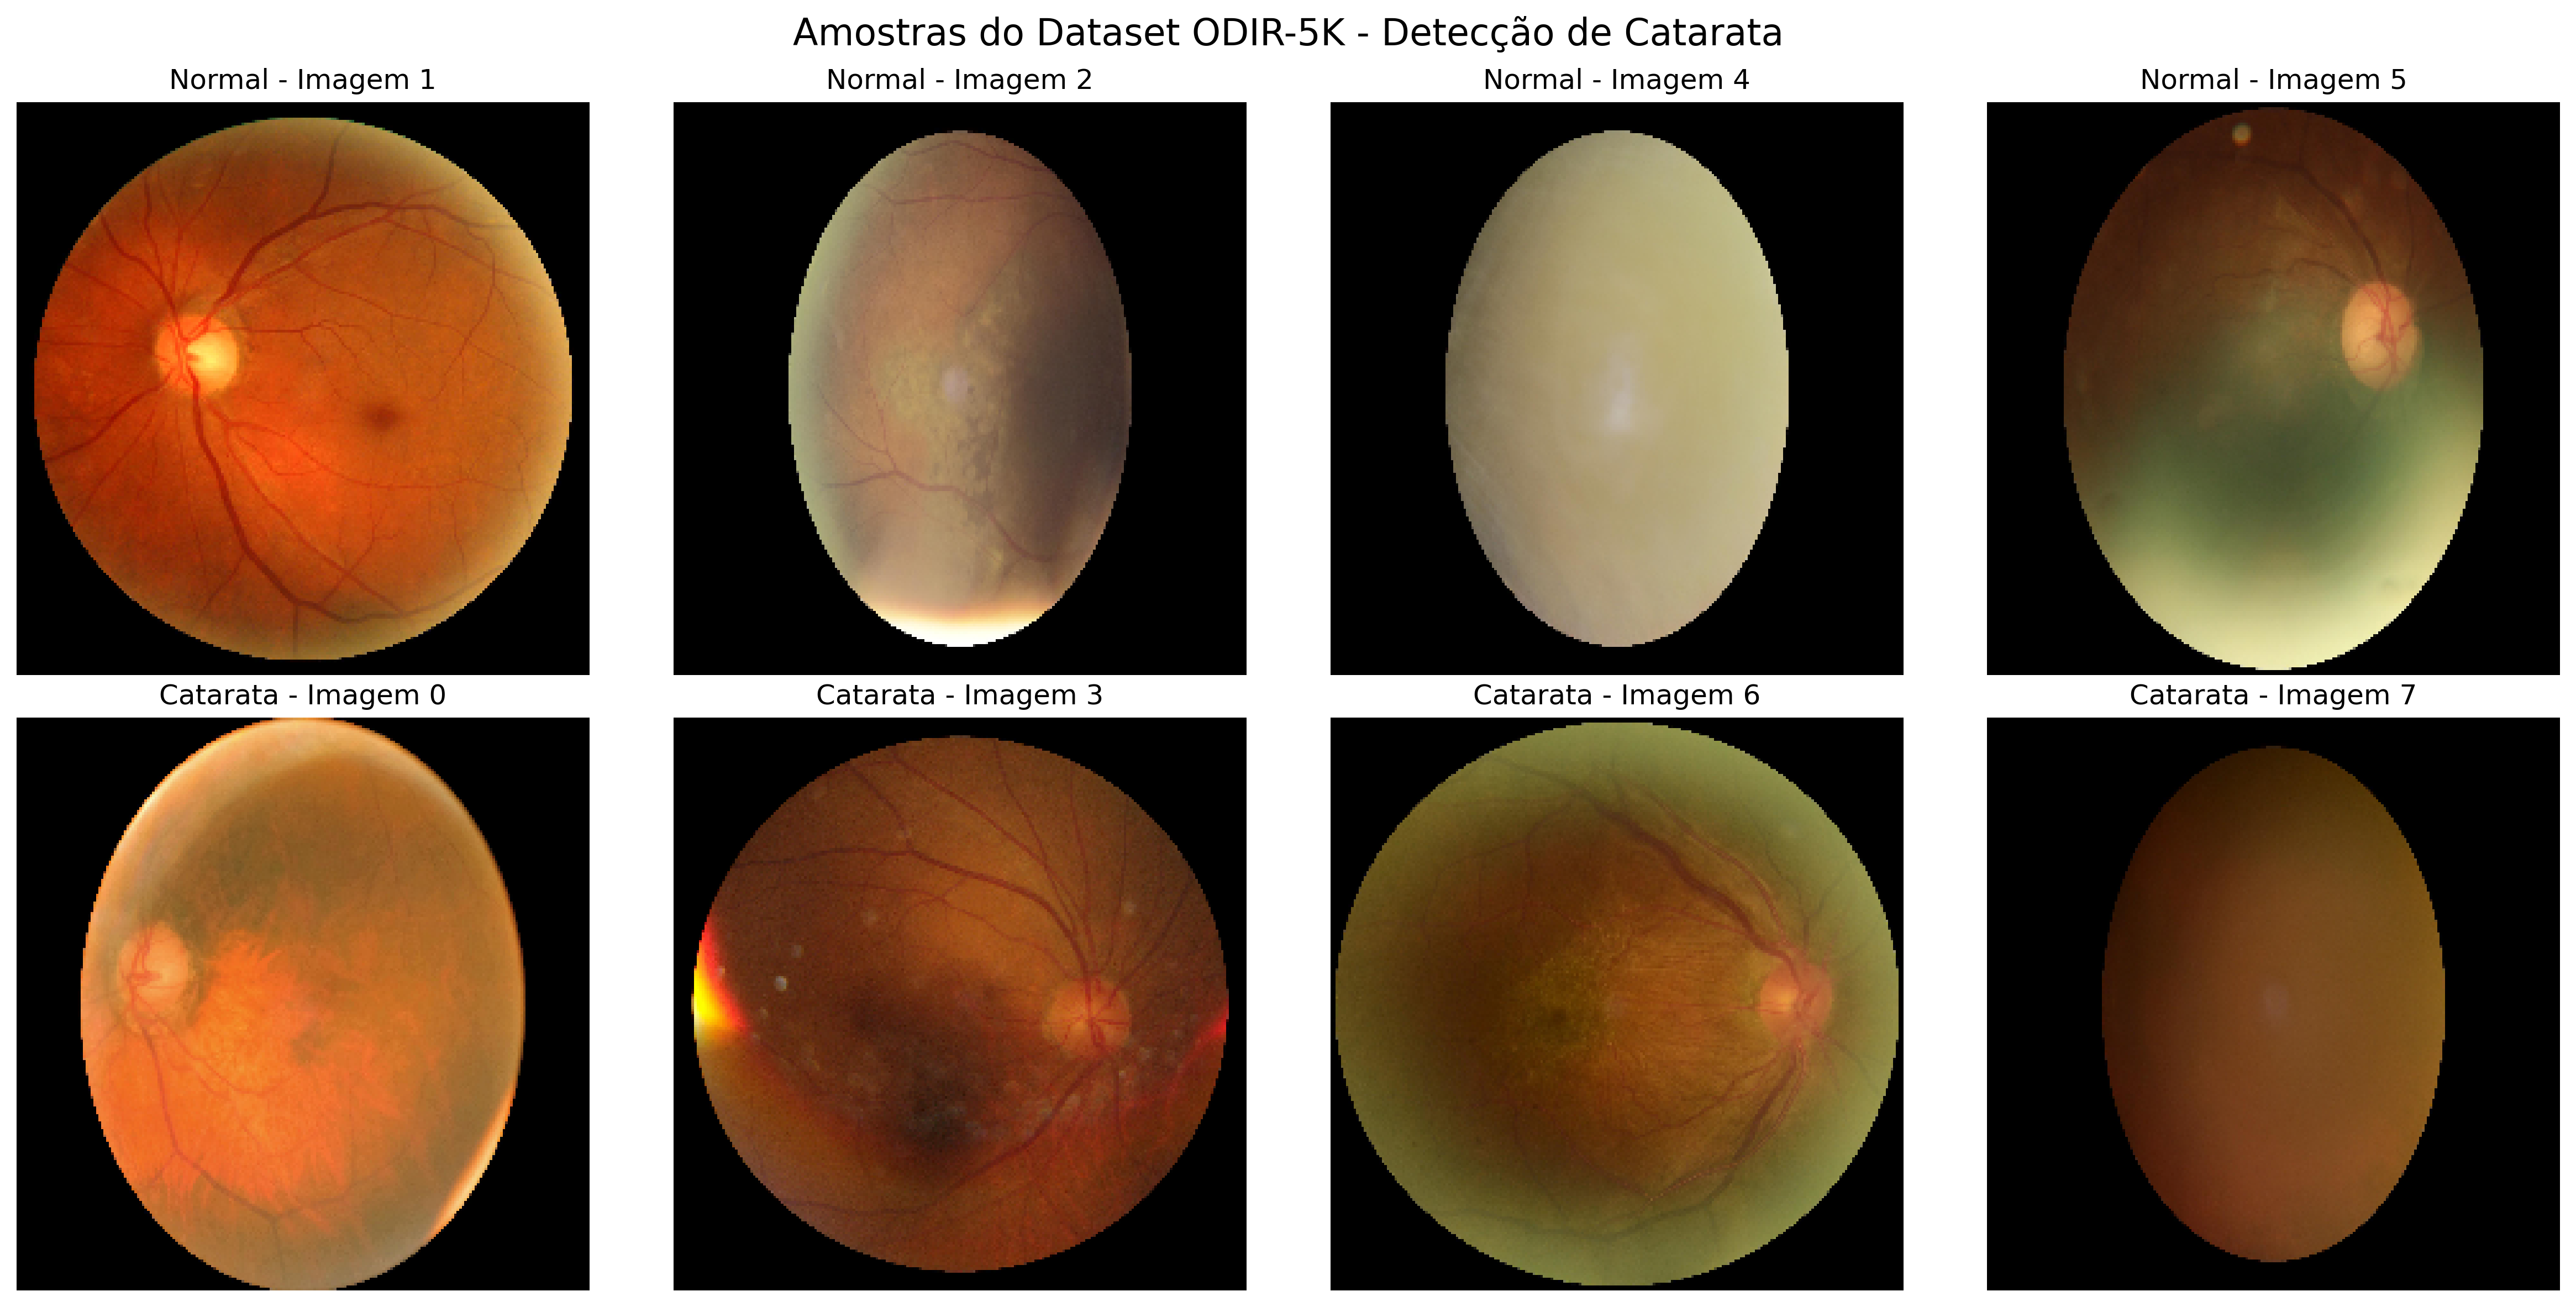 Amostras do Dataset ODIR-5K - Detecção de Catarata
Normal - Imagem 1
Normal - Imagem 2
Normal - Imagem 4
Normal - Imagem 5
Catarata - Imagem 0
Catarata - Imagem 3
Catarata - Imagem 6
Catarata - Imagem 7